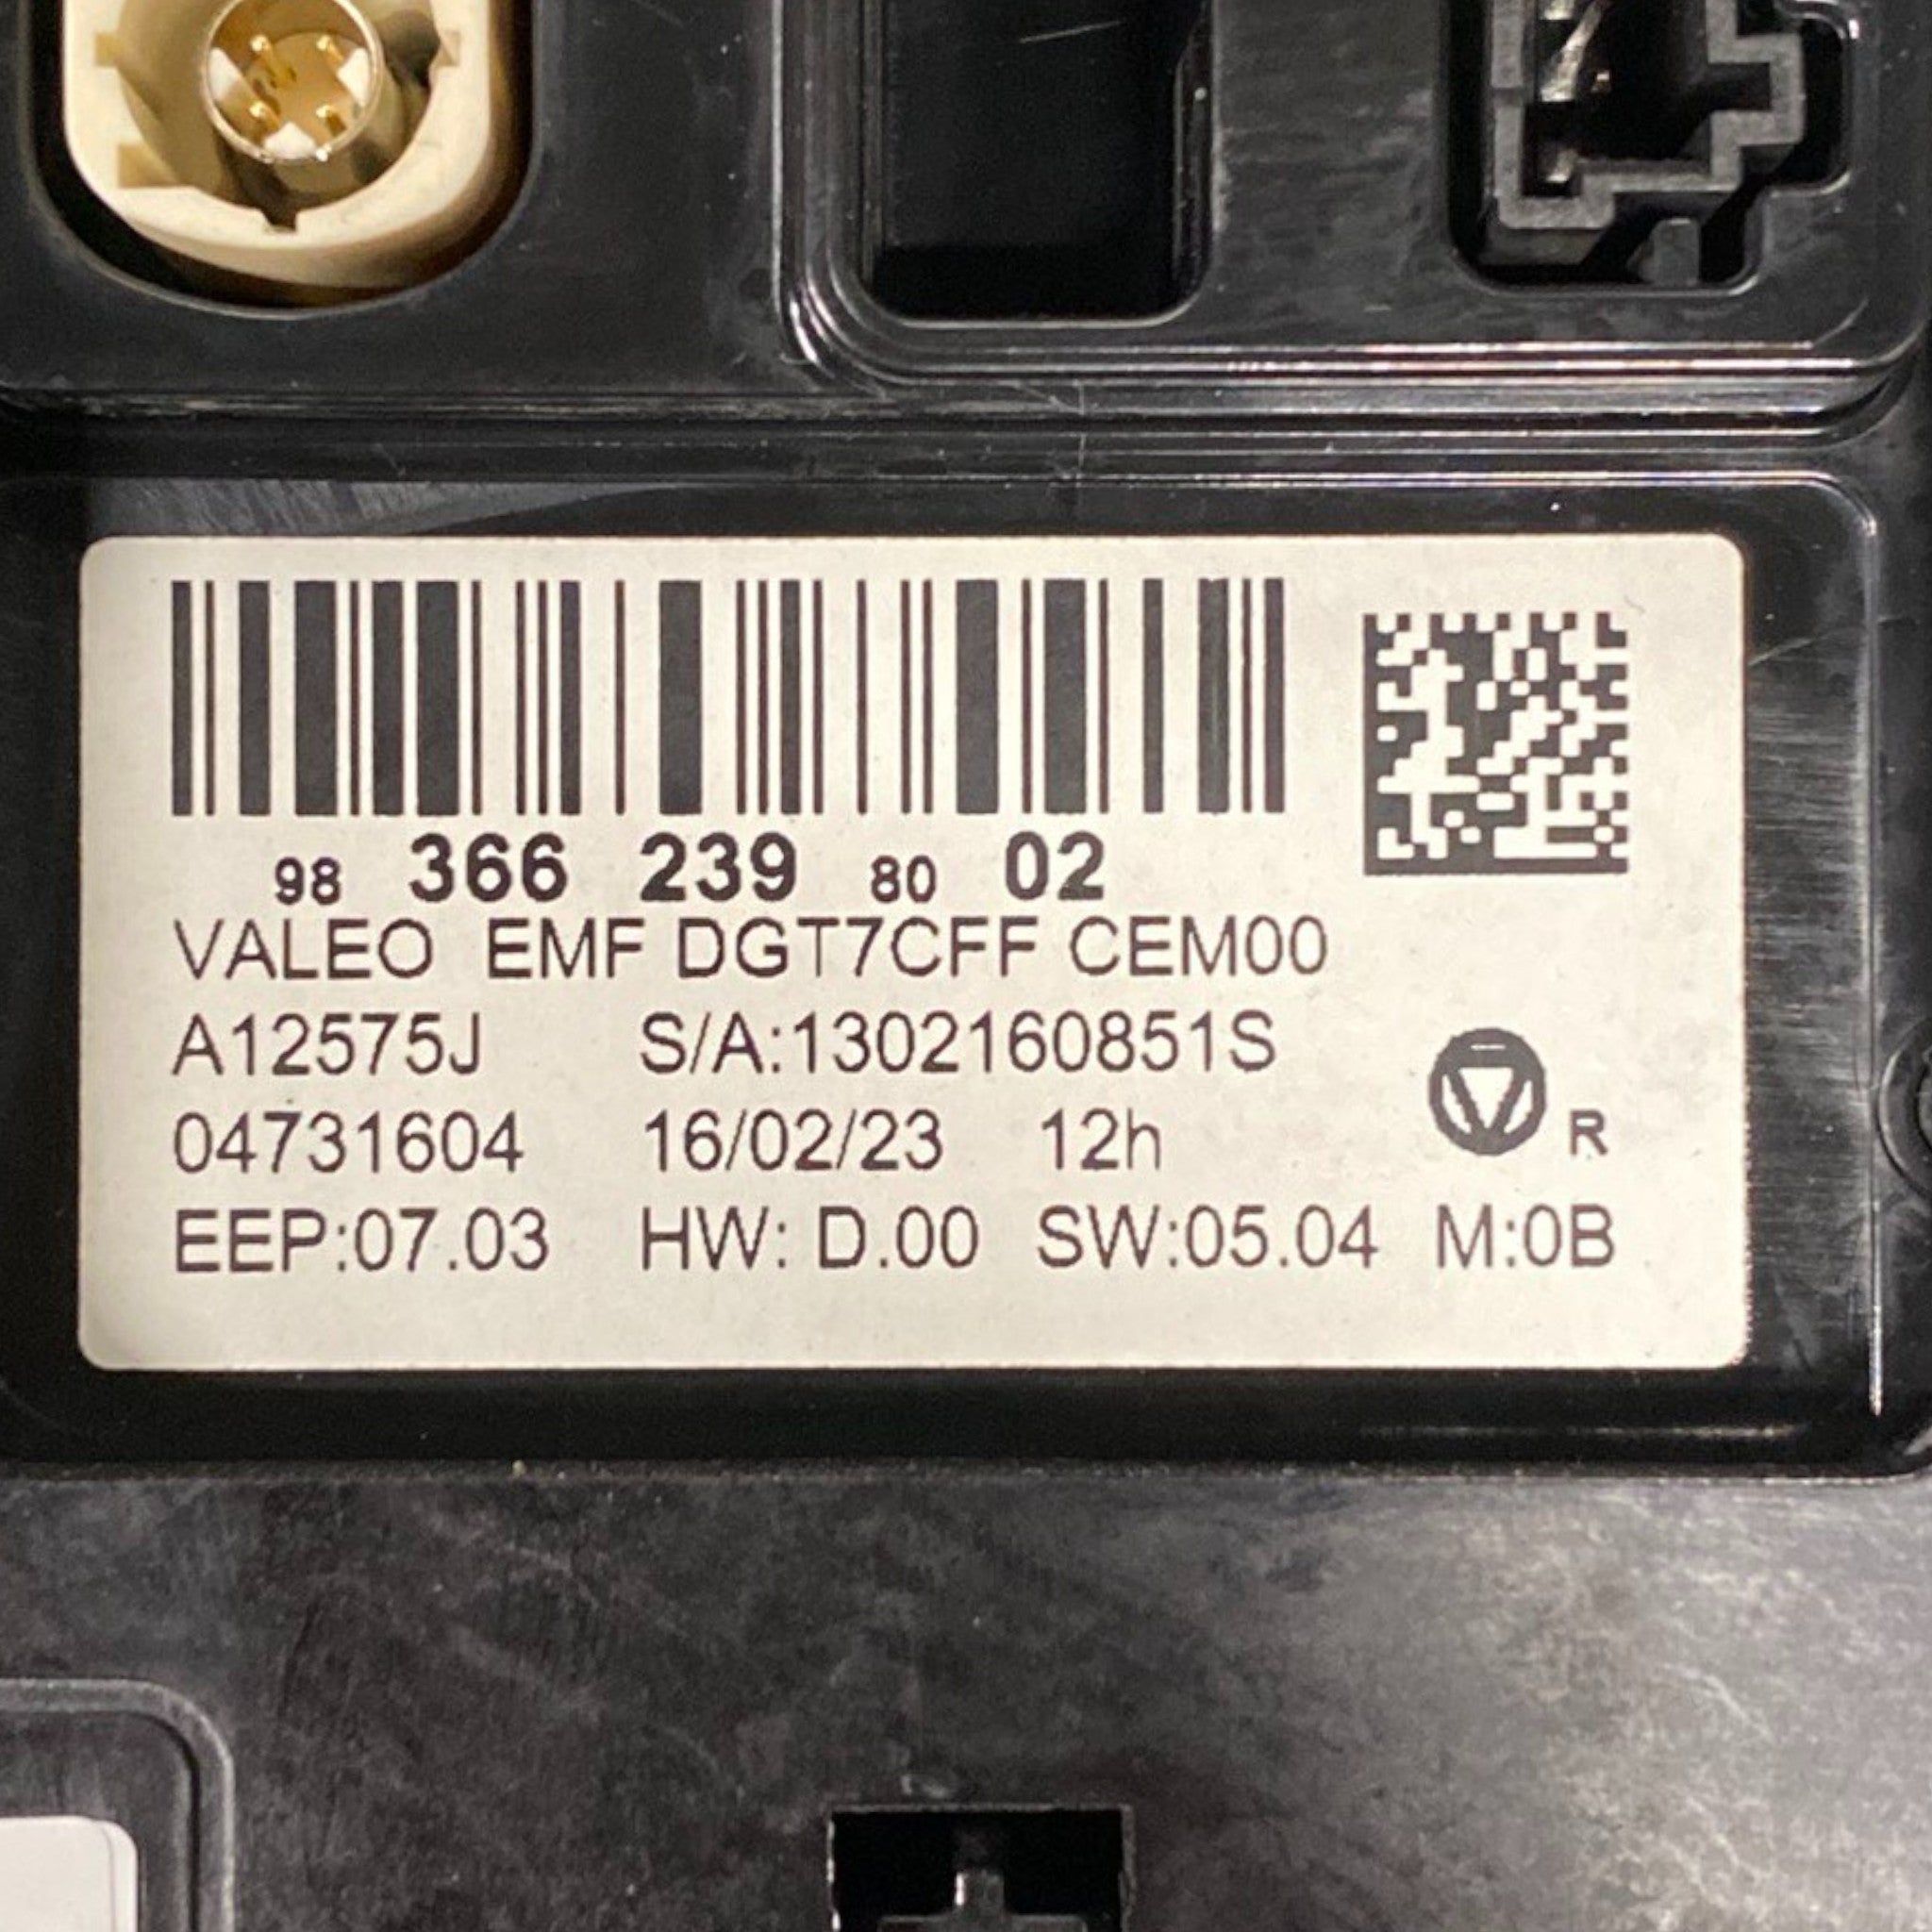 98 366 239 80 02
VALEO EMF DGT7CFF CEM00
A12575J S/A:1302160851S
04731604 16/02/23 12h R
EEP:07.03 HW: D.00 SW:05.04 M:0B